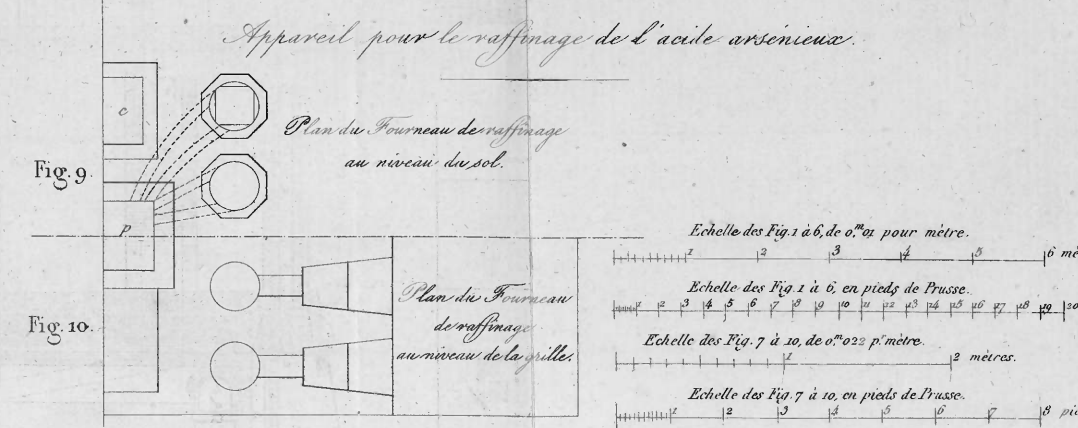 Appareil pour le raffinage de l'acide arsénieux.
c
Plan du Fourneau de raffinage
au niveau du sol.
Fig. 9.
P
Plan du Fourneau
de raffinage
au niveau de la grille.
Fig. 10.
Echelle des Fig. 1 à 6, de 0,m01 pour mètre.
1 2 3 4 5 6 mè
Echelle des Fig. 1 à 6, en pieds de Prusse.
1 2 3 4 5 6 7 8 9 10 11 12 13 14 15 16 17 18 19 20
Echelle des Fig. 7 à 10, de 0m022 pr mètre.
1 2 mètres.
Echelle des Fig. 7 à 10, en pieds de Prusse.
1 2 3 4 5 6 7 8 pie